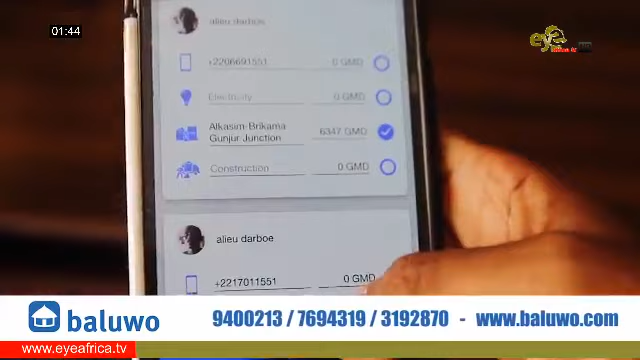 01:44
alieu darboe
eye
+2206691551 0 GMD
Electricity 0 GMD
Alkasim-Brikama
Gunjur Junction 6347 GMD
Construction 0 GMD
alieu darboe
+2217011551 0 GMD
baluwo 9400213 / 7694319 / 3192870 - www.baluwo.com
www.eyeafrica.tv